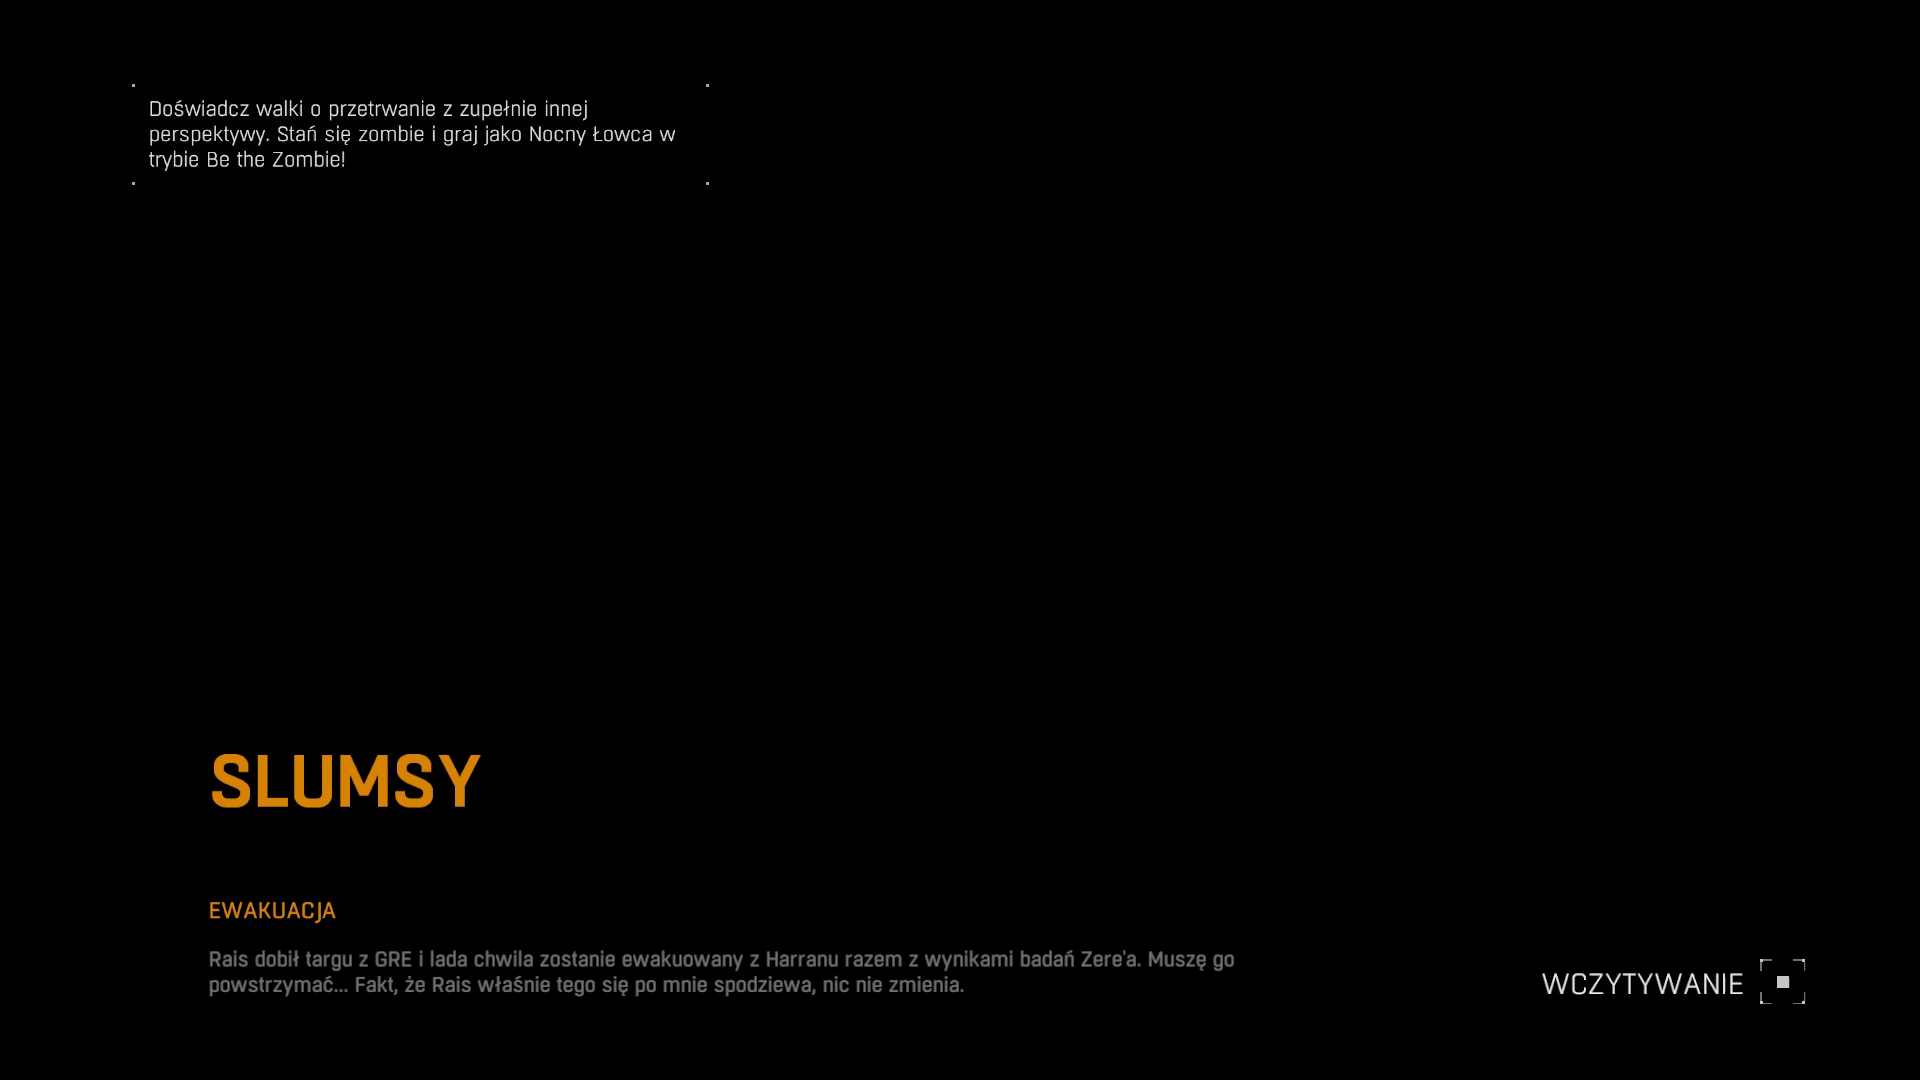 Doświadcz walki o przetrwanie z zupełnie innej
perspektywy. Stań się zombie i graj jako Nocny Łowca w
trybie Be the Zombie!
SLUMSY
EWAKUACJA
Rais dobił targu z GRE i lada chwila zostanie ewakuowany z Harranu razem z wynikami badań Zere'a. Muszę go
powstrzymać... Fakt, że Rais właśnie tego się po mnie spodziewa, nic nie zmienia.
WCZYTYWANIE